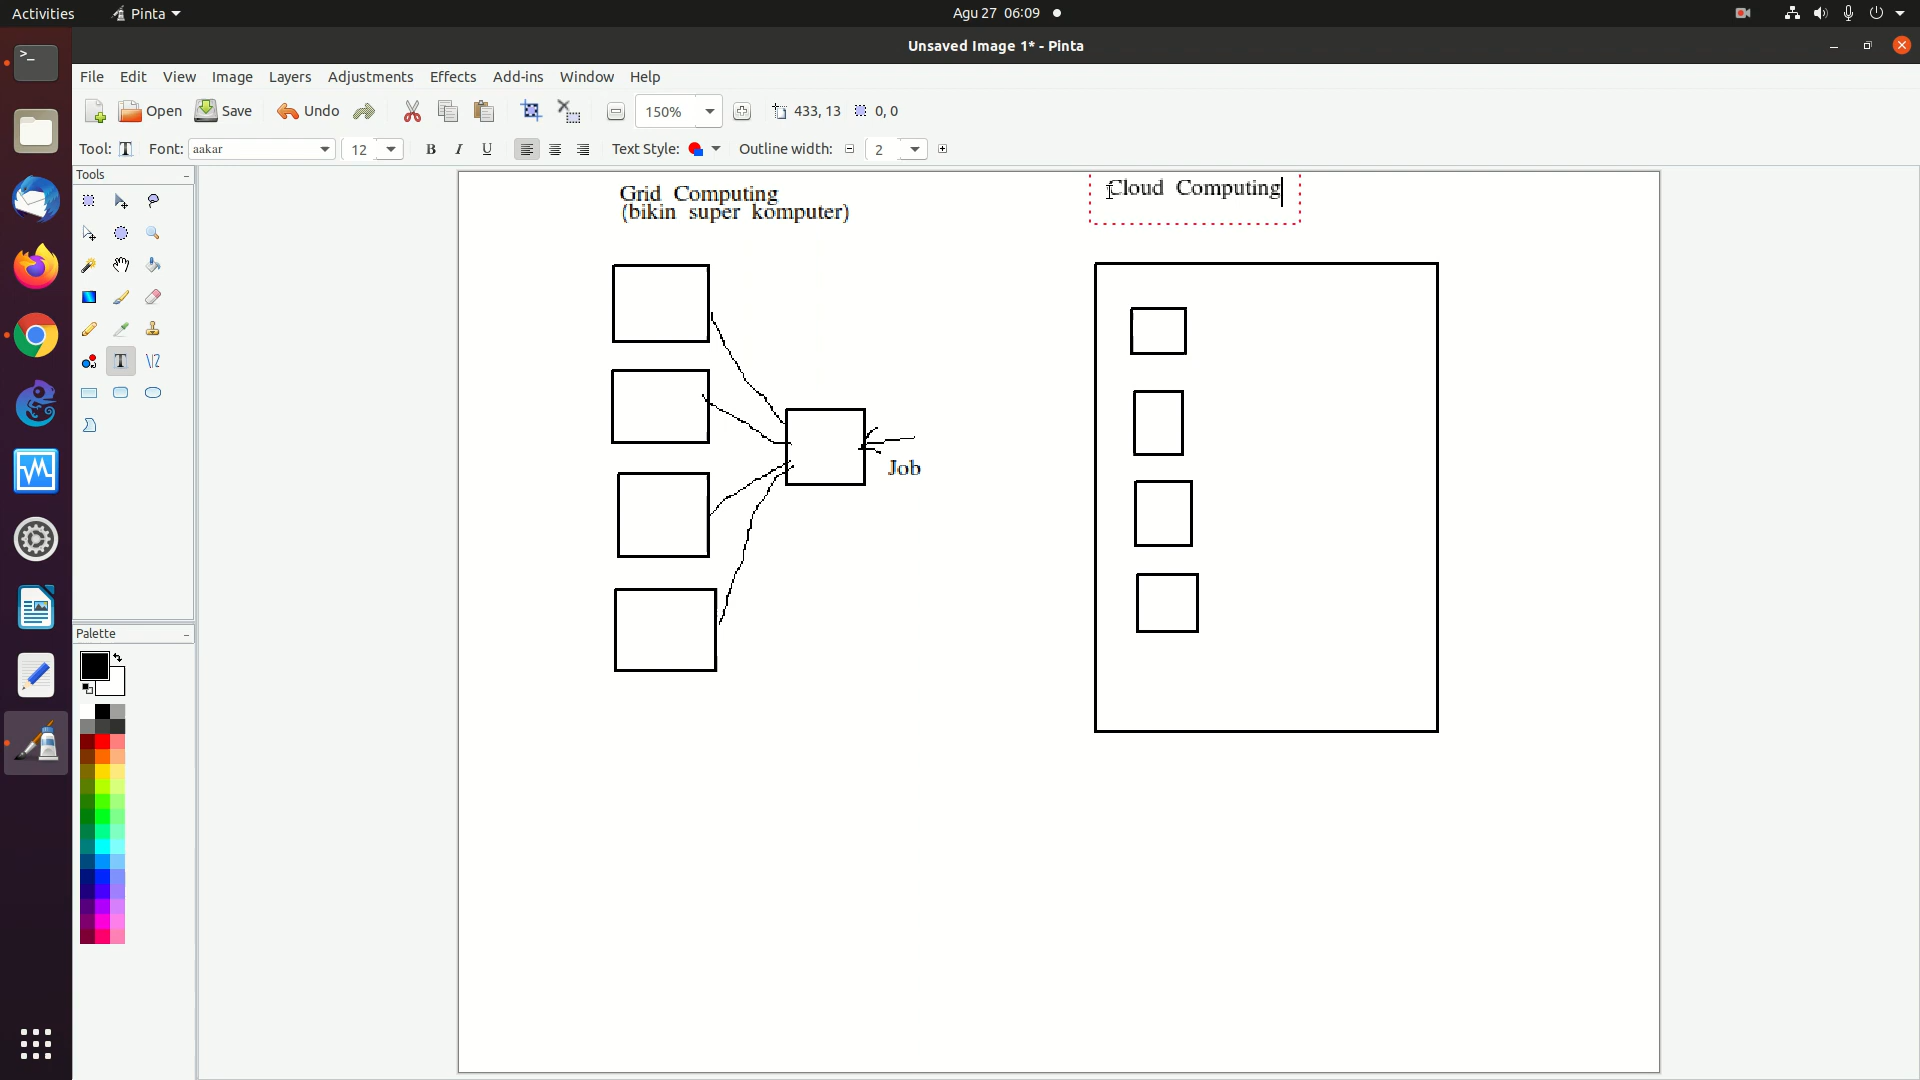 Activities Pinta Agu 27 06:09
Unsaved Image 1* - Pinta
File Edit View Image Layers Adjustments Effects Add-ins Window Help
Open Save Undo 150% 433, 13 0, 0
Tool: T Font: aakar 12 B I U Text Style: Outline width: 2
Tools
Grid Computing
(bikin super komputer)
Cloud Computing
Job
Palette